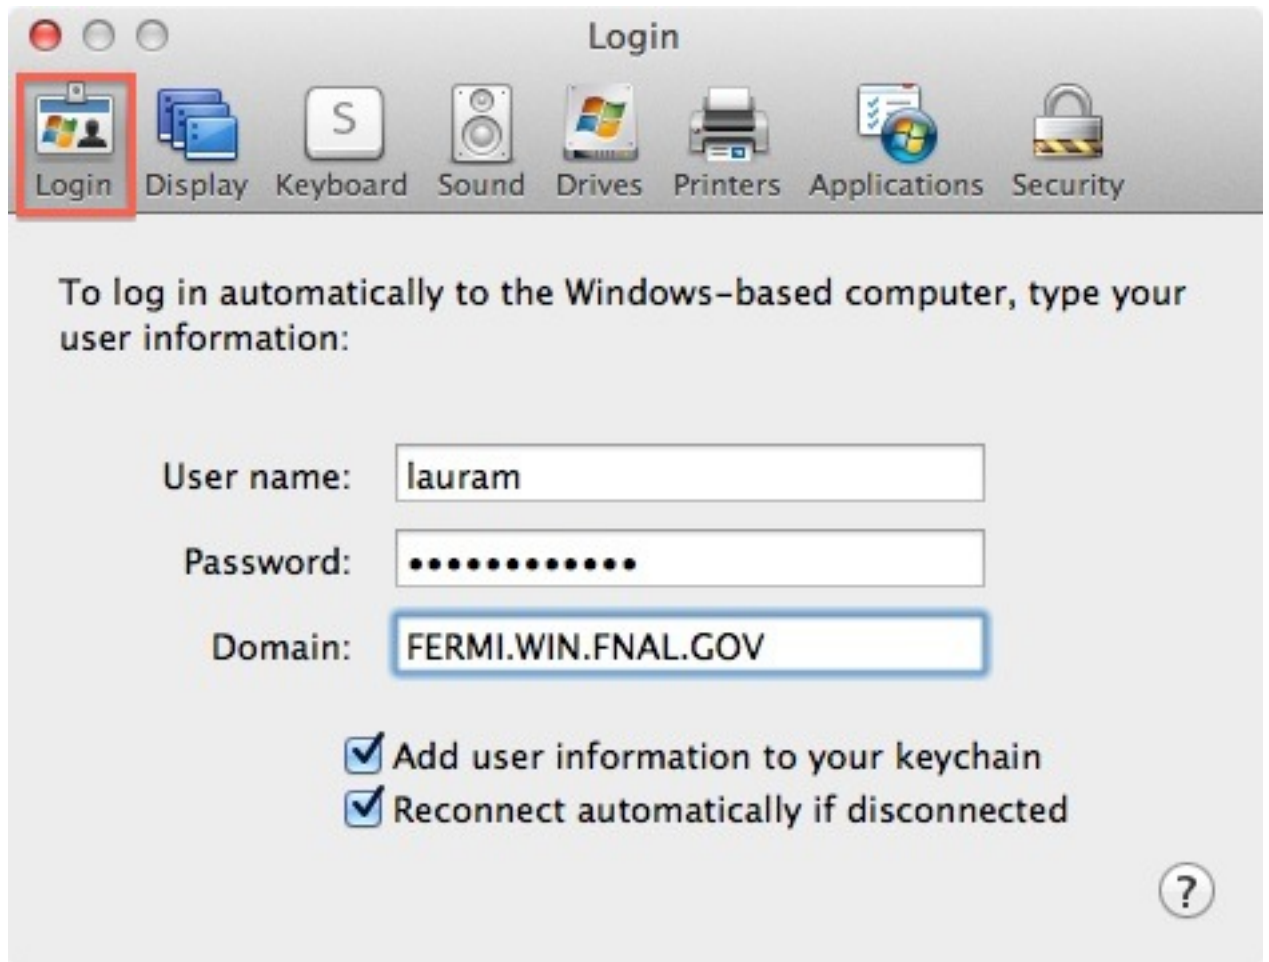 Login
S
Login Display Keyboard Sound Drives Printers Applications Security
To log in automatically to the Windows-based computer, type your
user information:
User name: lauram
Password: ••••••••••••
Domain: FERMI.WIN.FNAL.GOV
Add user information to your keychain
Reconnect automatically if disconnected
?